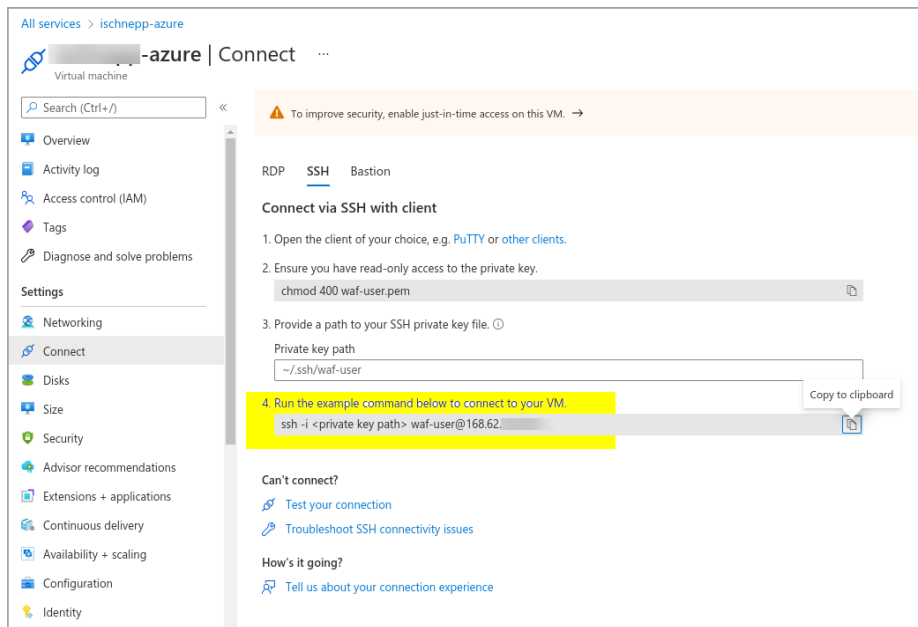 All services > ischnepp-azure
-azure | Connect ...
Virtual machine
Search (Ctrl+/)
«
Overview
Activity log
Access control (IAM)
Tags
Diagnose and solve problems
Settings
Networking
Connect
Disks
Size
Security
Advisor recommendations
Extensions + applications
Continuous delivery
Availability + scaling
Configuration
Identity
To improve security, enable just-in-time access on this VM. →
RDP SSH Bastion
Connect via SSH with client
1. Open the client of your choice, e.g. PuTTY or other clients.
2. Ensure you have read-only access to the private key.
chmod 400 waf-user.pem
3. Provide a path to your SSH private key file.
Private key path
~/.ssh/waf-user
Copy to clipboard
4. Run the example command below to connect to your VM.
ssh -i <private key path> waf-user@168.62.
Can't connect?
Test your connection
Troubleshoot SSH connectivity issues
How's it going?
Tell us about your connection experience